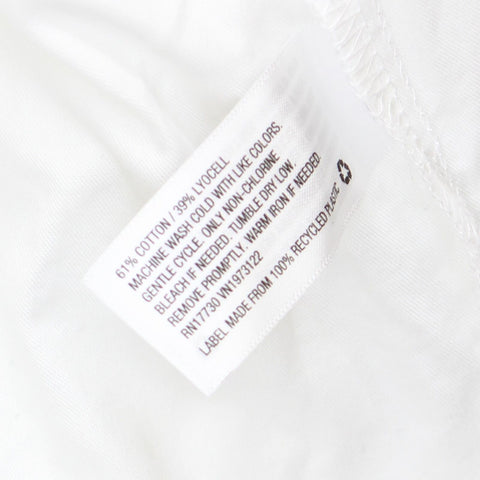 61% COTTON / 39% LYOCELL
MACHINE WASH COLD WITH LIKE COLORS.
GENTLE CYCLE. ONLY NON-CHLORINE
BLEACH IF NEEDED. TUMBLE DRY LOW.
REMOVE PROMPTLY. WARM IRON IF NEEDED.
RN17730 VN1973122
LABEL MADE FROM 100% RECYCLED PLASTIC